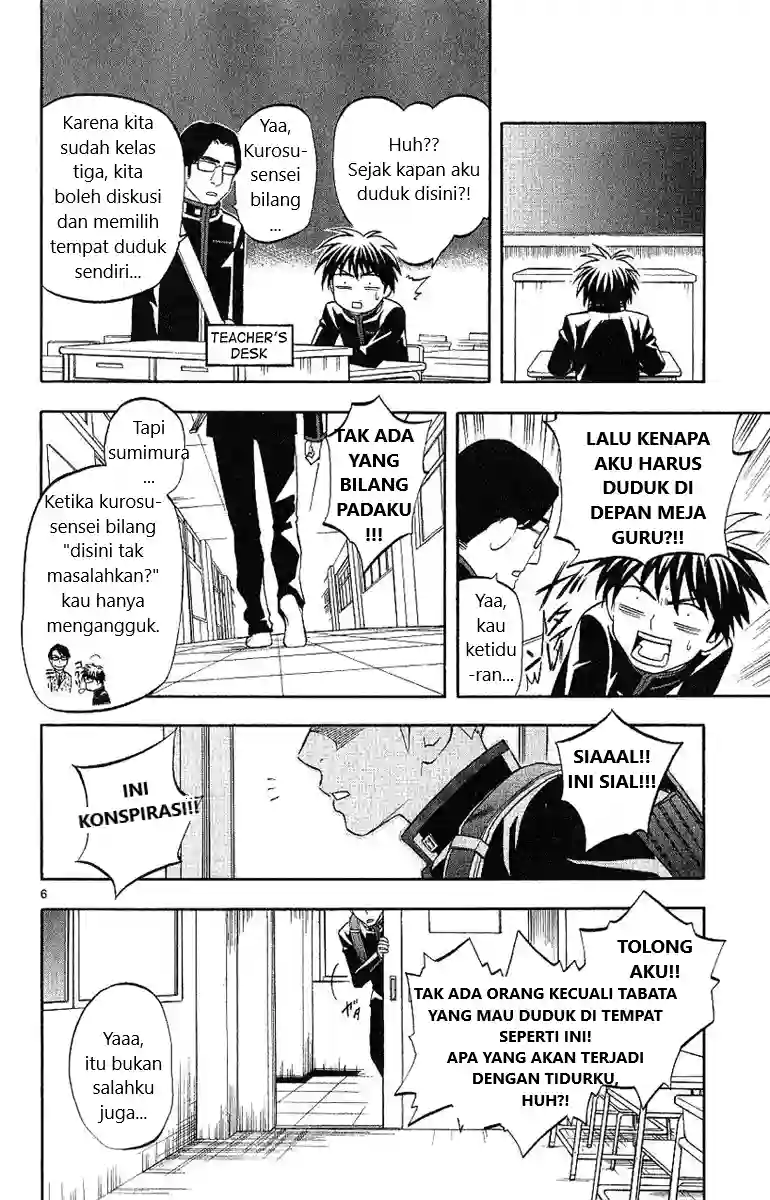 Huh??
Sejak kapan aku
duduk disini?!
Yaa,
Kurosu-
sensei
bilang
...
Karena kita
sudah kelas
tiga, kita
boleh diskusi
dan memilih
tempat duduk
sendiri...
TEACHER'S
DESK
LALU KENAPA
AKU HARUS
DUDUK DI
DEPAN MEJA
GURU?!!
Yaa,
kau
ketidu
-ran...
TAK ADA
YANG
BILANG
PADAKU
!!!
Tapi
sumimura
...
Ketika kurosu-
sensei bilang
"disini tak
masalahkan?"
kau hanya
mengangguk.
SIAAAL!!
INI SIAL!!!
INI
KONSPIRASI!!
6
TOLONG
AKU!!
TAK ADA ORANG KECUALI TABATA
YANG MAU DUDUK DI TEMPAT
SEPERTI INI!
APA YANG AKAN TERJADI
DENGAN TIDURKU,
HUH?!
ガタ
Yaaa,
itu bukan
salahku
juga...